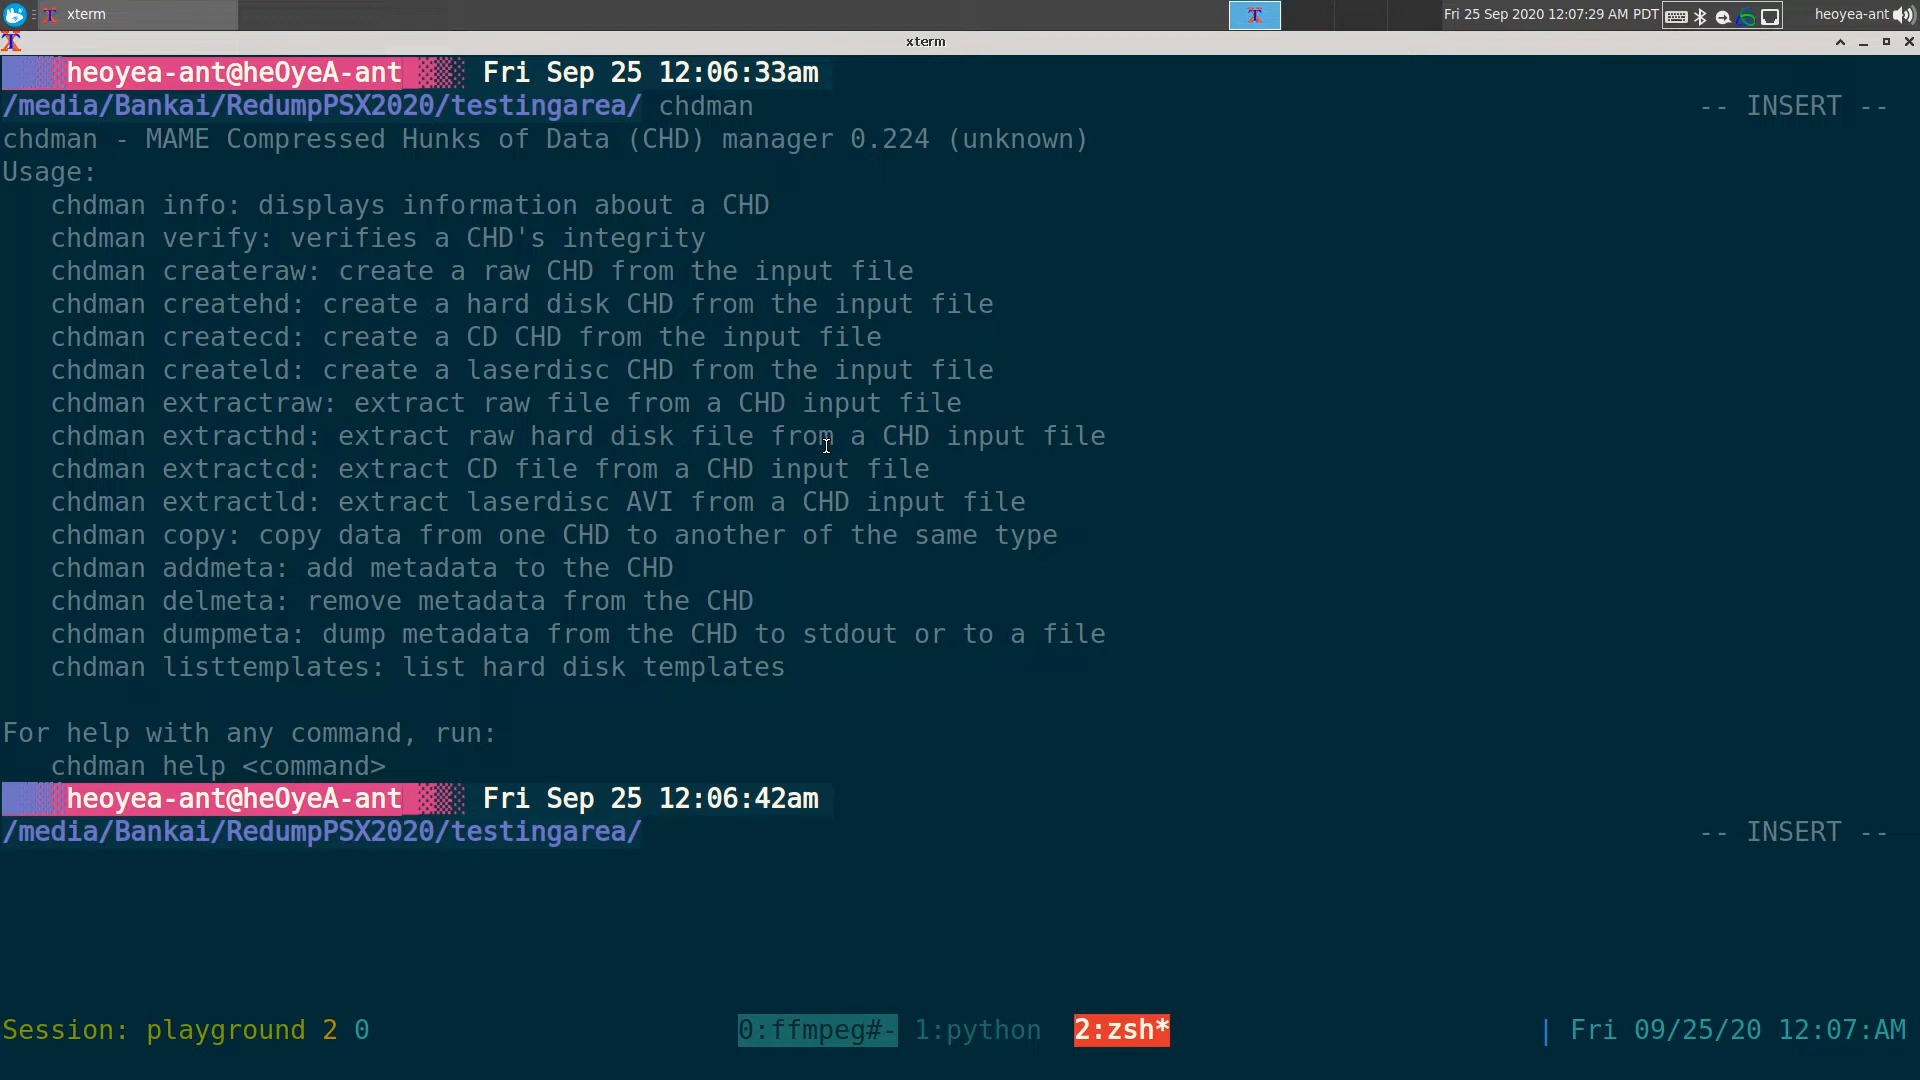 xterm
Fri 25 Sep 2020 12:07:29 AM PDT
heoyea-ant
xterm
heoyea-ant@heOyeA-ant Fri Sep 25 12:06:33am
/media/Bankai/RedumpPSX2020/testingarea/ chdman -- INSERT --
chdman - MAME Compressed Hunks of Data (CHD) manager 0.224 (unknown)
Usage:
chdman info: displays information about a CHD
chdman verify: verifies a CHD's integrity
chdman createraw: create a raw CHD from the input file
chdman createhd: create a hard disk CHD from the input file
chdman createcd: create a CD CHD from the input file
chdman createld: create a laserdisc CHD from the input file
chdman extractraw: extract raw file from a CHD input file
chdman extracthd: extract raw hard disk file from a CHD input file
chdman extractcd: extract CD file from a CHD input file
chdman extractld: extract laserdisc AVI from a CHD input file
chdman copy: copy data from one CHD to another of the same type
chdman addmeta: add metadata to the CHD
chdman delmeta: remove metadata from the CHD
chdman dumpmeta: dump metadata from the CHD to stdout or to a file
chdman listtemplates: list hard disk templates
For help with any command, run:
chdman help <command>
heoyea-ant@heOyeA-ant Fri Sep 25 12:06:42am
/media/Bankai/RedumpPSX2020/testingarea/ -- INSERT --
Session: playground 2 0 0:ffmpeg#- 1:python 2:zsh* | Fri 09/25/20 12:07:AM